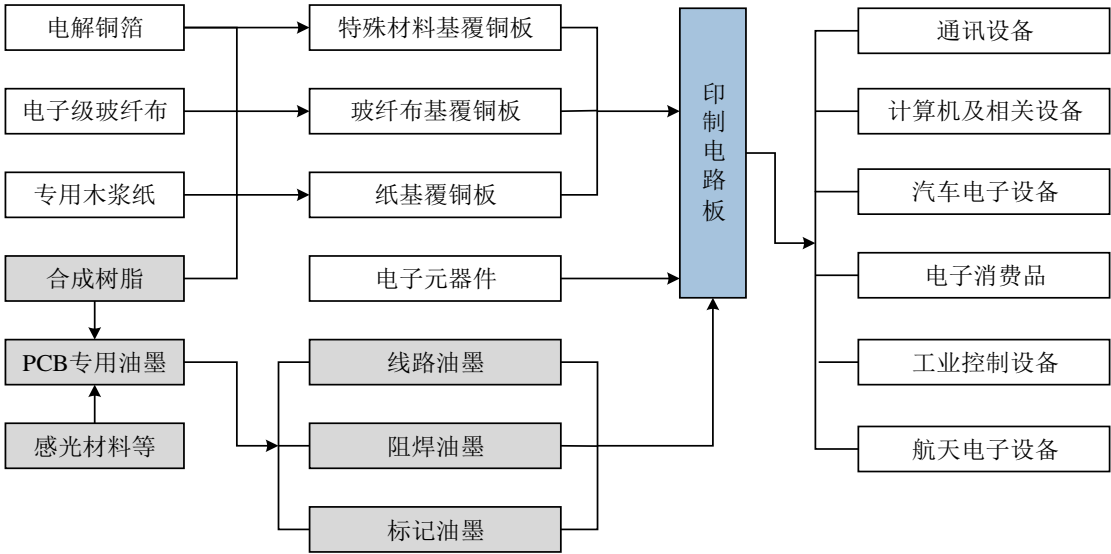 电解铜箔
特殊材料基覆铜板
通讯设备
电子级玻纤布
玻纤布基覆铜板
计算机及相关设备
专用木浆纸
纸基覆铜板
印制电路板
汽车电子设备
合成树脂
电子元器件
电子消费品
PCB专用油墨
线路油墨
工业控制设备
感光材料等
阻焊油墨
航天电子设备
标记油墨